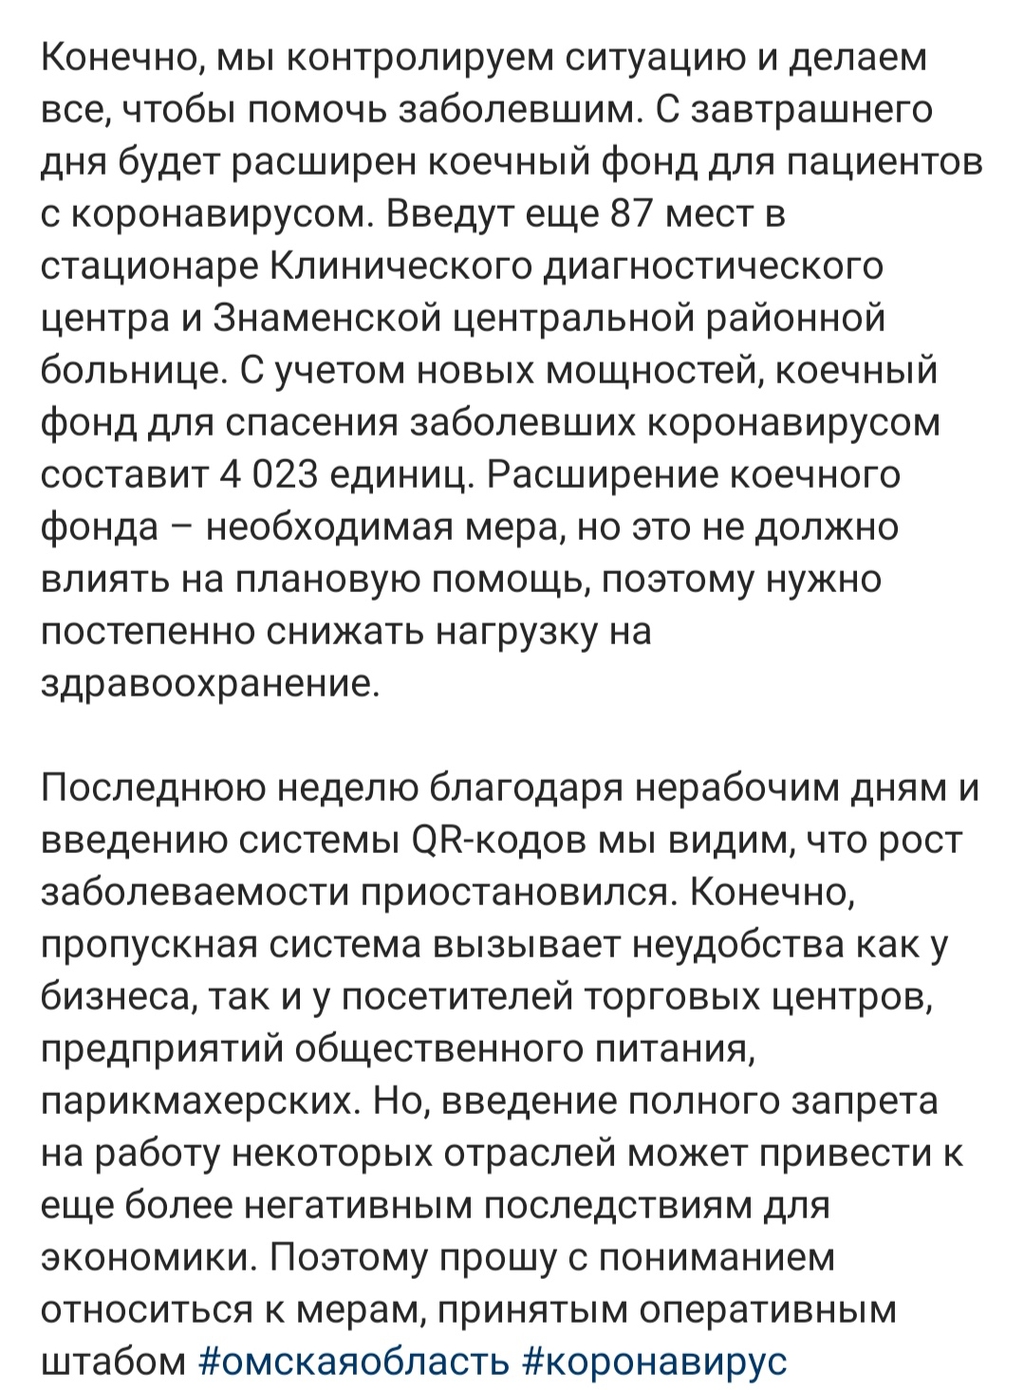 Конечно, мы контролируем ситуацию и делаем
все, чтобы помочь заболевшим. С завтрашнего
дня будет расширен коечный фонд для пациентов
с коронавирусом. Введут еще 87 мест в
стационаре Клинического диагностического
центра и Знаменской центральной районной
больнице. С учетом новых мощностей, коечный
фонд для спасения заболевших коронавирусом
составит 4 023 единиц. Расширение коечного
фонда – необходимая мера, но это не должно
влиять на плановую помощь, поэтому нужно
постепенно снижать нагрузку на
здравоохранение.
Последнюю неделю благодаря нерабочим дням и
введению системы QR-кодов мы видим, что рост
заболеваемости приостановился. Конечно,
пропускная система вызывает неудобства как у
бизнеса, так и у посетителей торговых центров,
предприятий общественного питания,
парикмахерских. Но, введение полного запрета
на работу некоторых отраслей может привести к
еще более негативным последствиям для
экономики. Поэтому прошу с пониманием
относиться к мерам, принятым оперативным
штабом #омскаяобласть #коронавирус